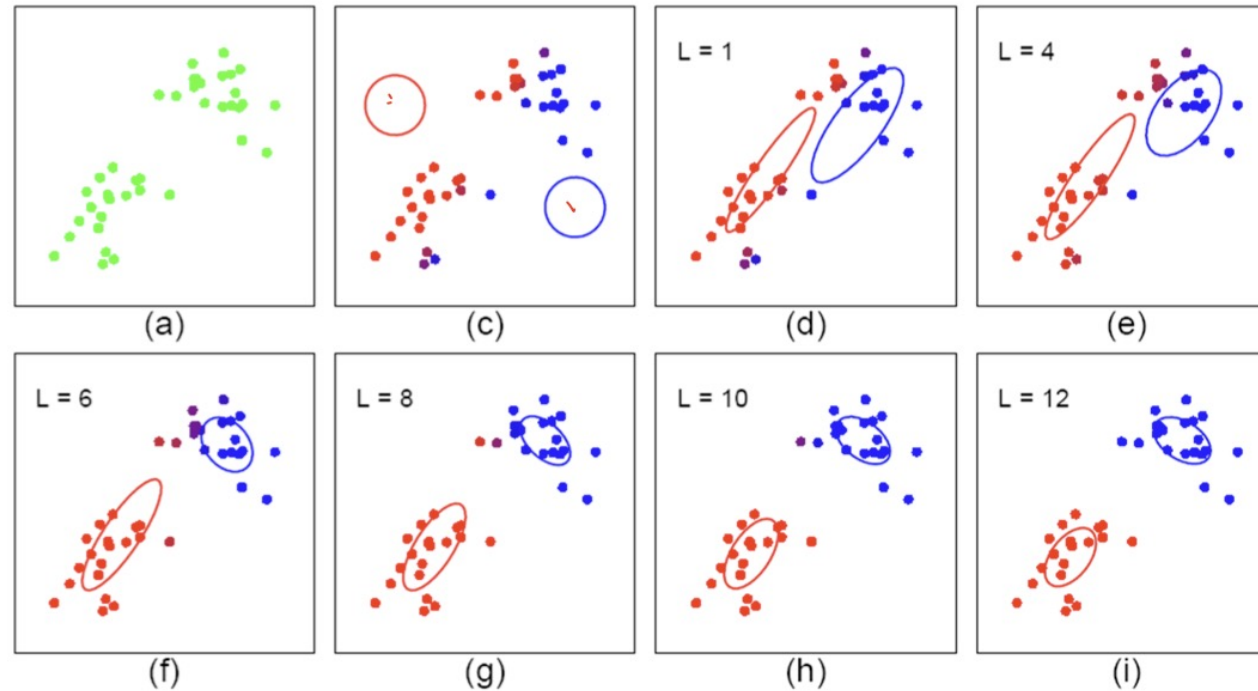 L = 1
L = 4
(a)
(c)
(d)
(e)
L = 6
L = 8
L = 10
L = 12
(f)
(g)
(h)
(i)